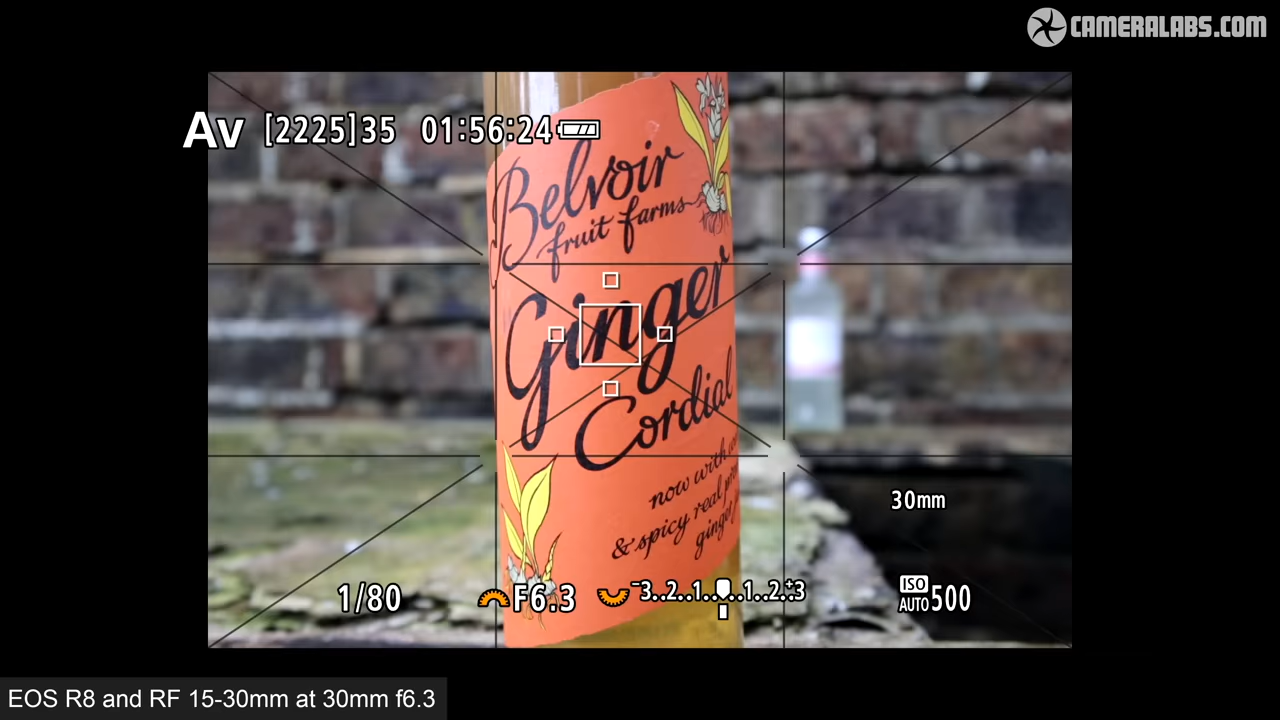 CAMERALABS.COM
Av [2225]35 01:56:24
Belvoir
fruit farms
Ginger
Cordial
now with
& spicy real
ginger
30mm
1/80 F6.3 -3..2..1..0..1..2..+3 ISO AUTO 500
EOS R8 and RF 15-30mm at 30mm f6.3